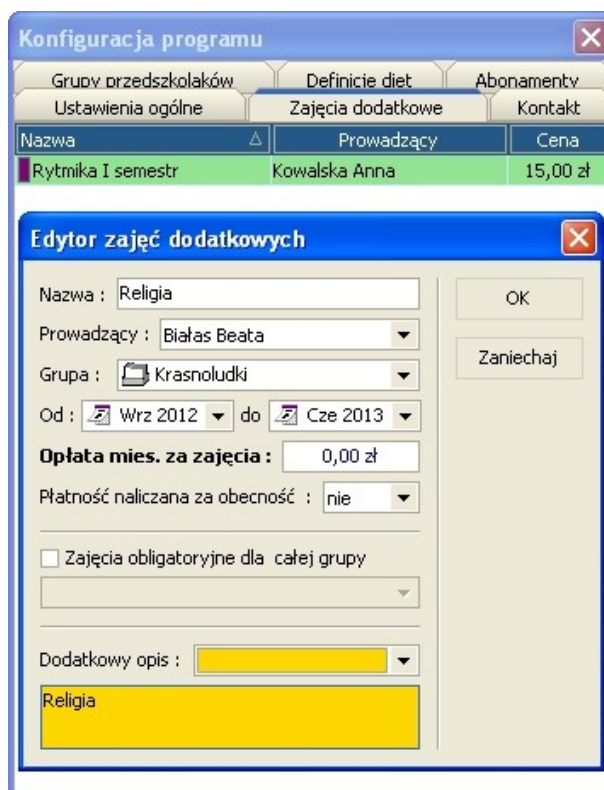 Konfiguracja programu
Grupy przedszkolaków Definicje diet Abonamenty
Ustawienia ogólne Zajęcia dodatkowe Kontakt
Nazwa Prowadzący Cena
Rytmika I semestr Kowalska Anna 15,00 zł
Edytor zajęć dodatkowych
Nazwa : Religia OK
Prowadzący : Białas Beata
Zaniechaj
Grupa : Krasnoludki
Od : Wrz 2012 do Cze 2013
Opłata mies. za zajęcia : 0,00 zł
Płatność naliczana za obecność : nie
Zajęcia obligatoryjne dla całej grupy
Dodatkowy opis :
Religia